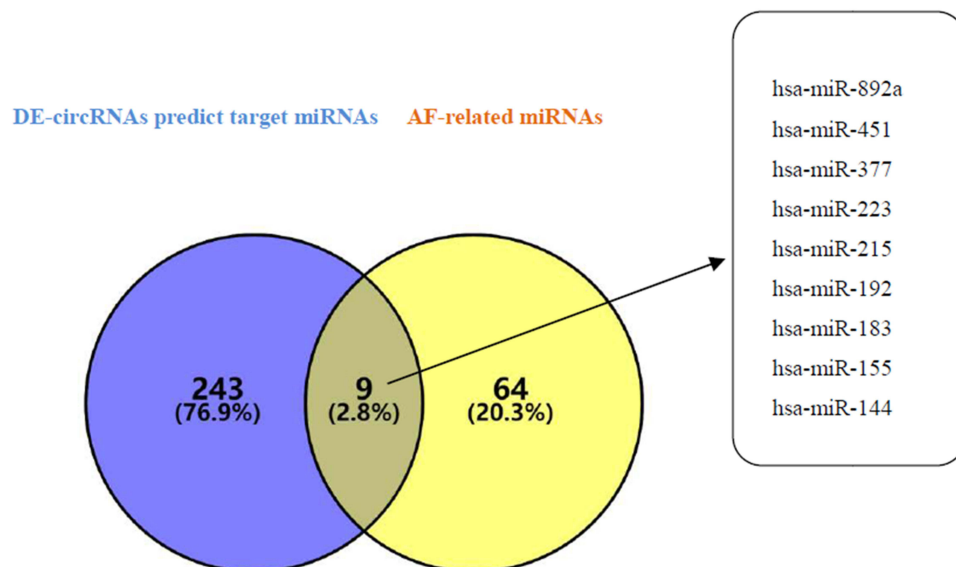 DE-circRNAs predict target miRNAs AF-related miRNAs
hsa-miR-892a
hsa-miR-451
hsa-miR-377
hsa-miR-223
hsa-miR-215
hsa-miR-192
hsa-miR-183
hsa-miR-155
hsa-miR-144
243 9 64
(76.9%) (2.8%) (20.3%)